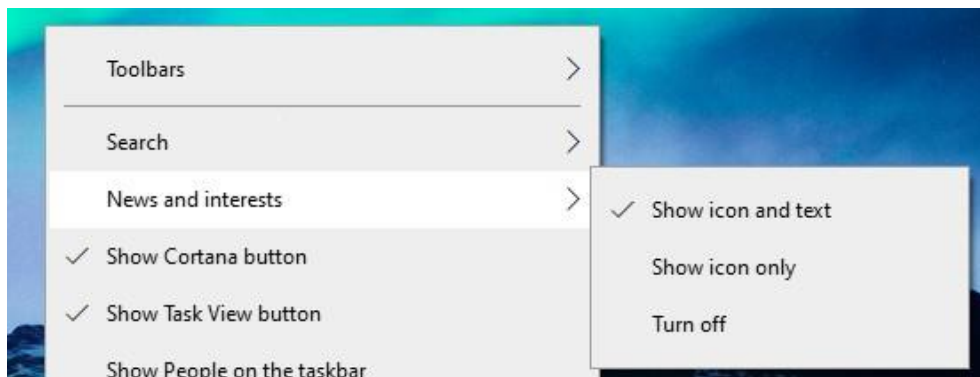 Toolbars
Search
News and interests
Show Cortana button
Show Task View button
Show People on the taskbar
Show icon and text
Show icon only
Turn off